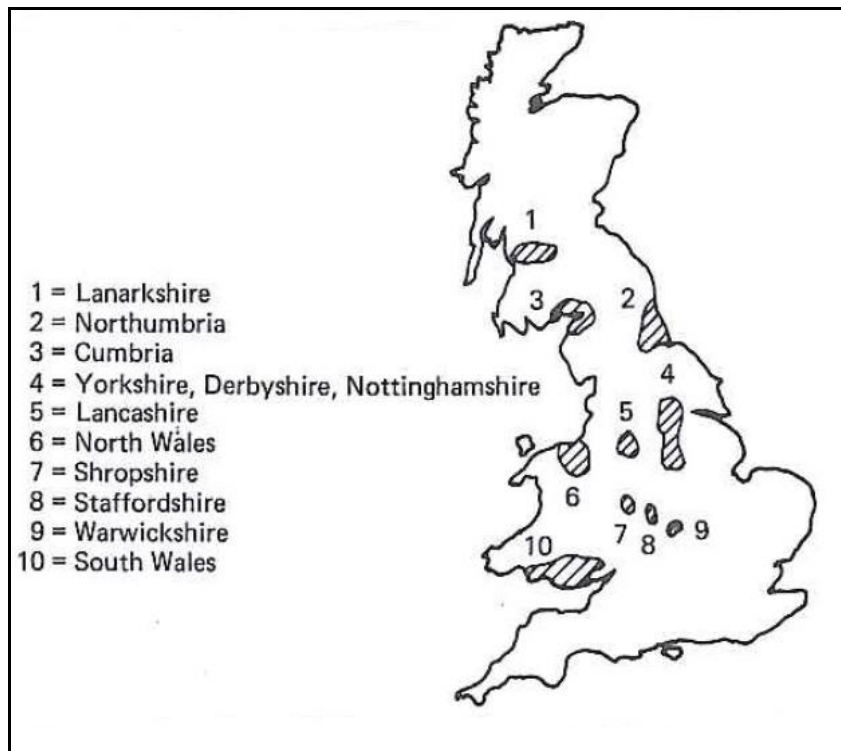 1 = Lanarkshire
2 = Northumbria
3 = Cumbria
4 = Yorkshire, Derbyshire, Nottinghamshire
5 = Lancashire
6 = North Wales
7 = Shropshire
8 = Staffordshire
9 = Warwickshire
10 = South Wales
1
3
2
4
5
6
7
8
9
10